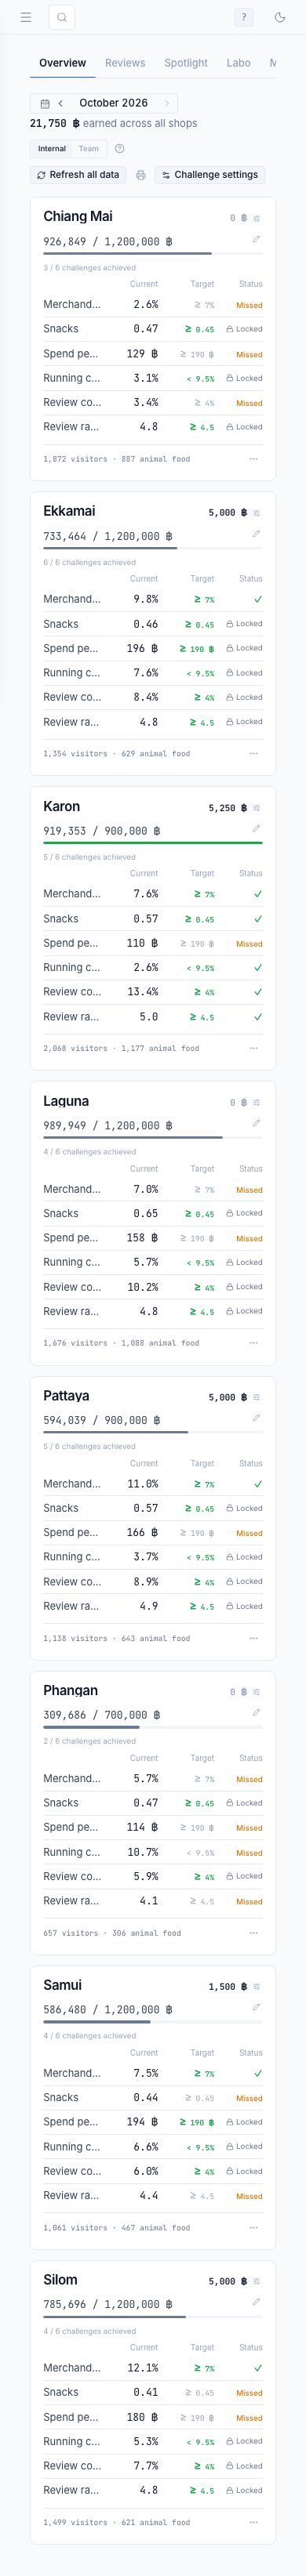 ?
Overview Reviews Spotlight Labo M
October 2026
21,750 ฿ earned across all shops
Internal Team
Refresh all data Challenge settings
Chiang Mai 0 ฿
926,849 / 1,200,000 ฿
3 / 6 challenges achieved
Current Target Status
Merchand... 2.6% ≥ 7% Missed
Snacks 0.47 ≥ 0.45 Locked
Spend pe... 129 ฿ ≥ 190 ฿ Missed
Running c... 3.1% < 9.5% Locked
Review co... 3.4% ≥ 4% Missed
Review ra... 4.8 ≥ 4.5 Locked
1,872 visitors · 887 animal food ...
Ekkamai 5,000 ฿
733,464 / 1,200,000 ฿
6 / 6 challenges achieved
Current Target Status
Merchand... 9.8% ≥ 7% ✓
Snacks 0.46 ≥ 0.45 Locked
Spend pe... 196 ฿ ≥ 190 ฿ Locked
Running c... 7.6% < 9.5% Locked
Review co... 8.4% ≥ 4% Locked
Review ra... 4.8 ≥ 4.5 Locked
1,354 visitors · 629 animal food ...
Karon 5,250 ฿
919,353 / 900,000 ฿
5 / 6 challenges achieved
Current Target Status
Merchand... 7.6% ≥ 7% ✓
Snacks 0.57 ≥ 0.45 ✓
Spend pe... 110 ฿ ≥ 190 ฿ Missed
Running c... 2.6% < 9.5% ✓
Review co... 13.4% ≥ 4% ✓
Review ra... 5.0 ≥ 4.5 ✓
2,068 visitors · 1,177 animal food ...
Laguna 0 ฿
989,949 / 1,200,000 ฿
4 / 6 challenges achieved
Current Target Status
Merchand... 7.0% ≥ 7% Missed
Snacks 0.65 ≥ 0.45 Locked
Spend pe... 158 ฿ ≥ 190 ฿ Missed
Running c... 5.7% < 9.5% Locked
Review co... 10.2% ≥ 4% Locked
Review ra... 4.8 ≥ 4.5 Locked
1,676 visitors · 1,088 animal food ...
Pattaya 5,000 ฿
594,039 / 900,000 ฿
5 / 6 challenges achieved
Current Target Status
Merchand... 11.0% ≥ 7% ✓
Snacks 0.57 ≥ 0.45 Locked
Spend pe... 166 ฿ ≥ 190 ฿ Missed
Running c... 3.7% < 9.5% Locked
Review co... 8.9% ≥ 4% Locked
Review ra... 4.9 ≥ 4.5 Locked
1,138 visitors · 643 animal food ...
Phangan 0 ฿
309,686 / 700,000 ฿
2 / 6 challenges achieved
Current Target Status
Merchand... 5.7% ≥ 7% Missed
Snacks 0.47 ≥ 0.45 Locked
Spend pe... 114 ฿ ≥ 190 ฿ Missed
Running c... 10.7% < 9.5% Missed
Review co... 5.9% ≥ 4% Locked
Review ra... 4.1 ≥ 4.5 Missed
657 visitors · 306 animal food ...
Samui 1,500 ฿
586,480 / 1,200,000 ฿
4 / 6 challenges achieved
Current Target Status
Merchand... 7.5% ≥ 7% ✓
Snacks 0.44 ≥ 0.45 Missed
Spend pe... 194 ฿ ≥ 190 ฿ Locked
Running c... 6.6% < 9.5% Locked
Review co... 6.0% ≥ 4% Locked
Review ra... 4.4 ≥ 4.5 Missed
1,061 visitors · 467 animal food ...
Silom 5,000 ฿
785,696 / 1,200,000 ฿
4 / 6 challenges achieved
Current Target Status
Merchand... 12.1% ≥ 7% ✓
Snacks 0.41 ≥ 0.45 Missed
Spend pe... 180 ฿ ≥ 190 ฿ Missed
Running c... 5.3% < 9.5% Locked
Review co... 7.7% ≥ 4% Locked
Review ra... 4.8 ≥ 4.5 Locked
1,499 visitors · 621 animal food ...